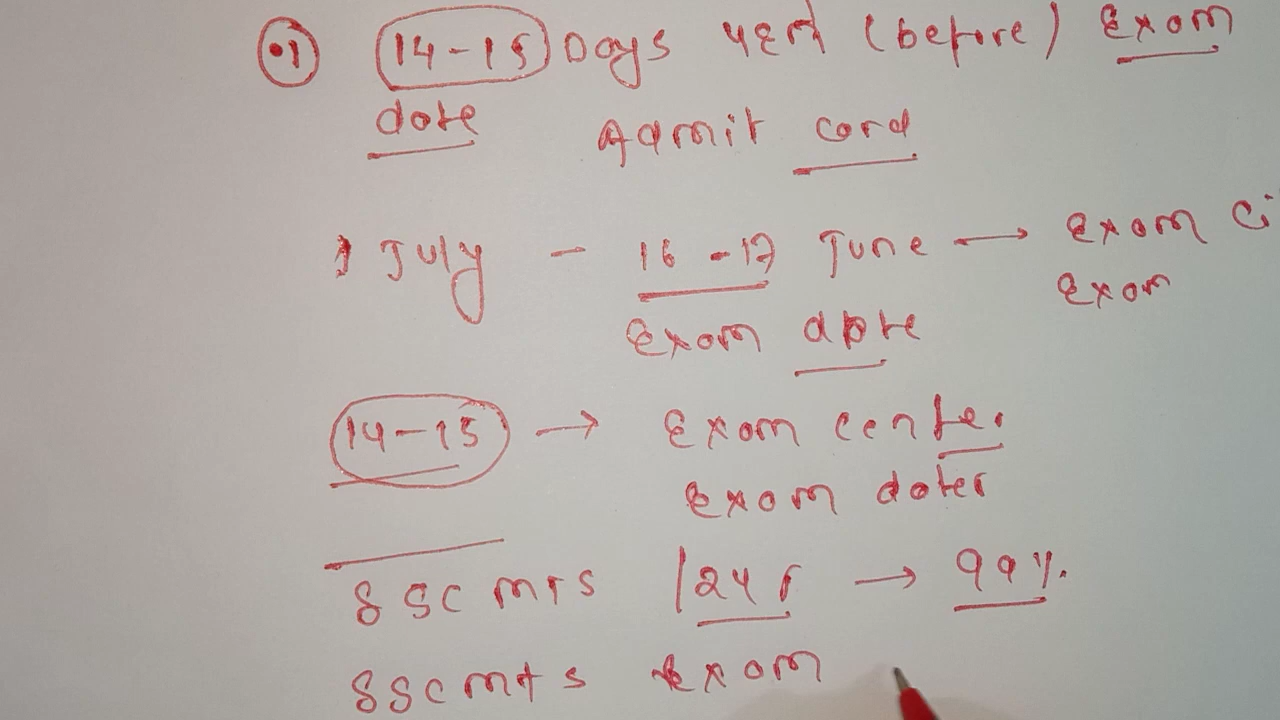 •1 14-15 Days पहले (before) Exam
date Admit card
1 July - 16-17 June → Exam Ci
Exam
Exam date
14-15 → Exam center
Exam dates
SSC MTS → 99%.
SSC mts Exam